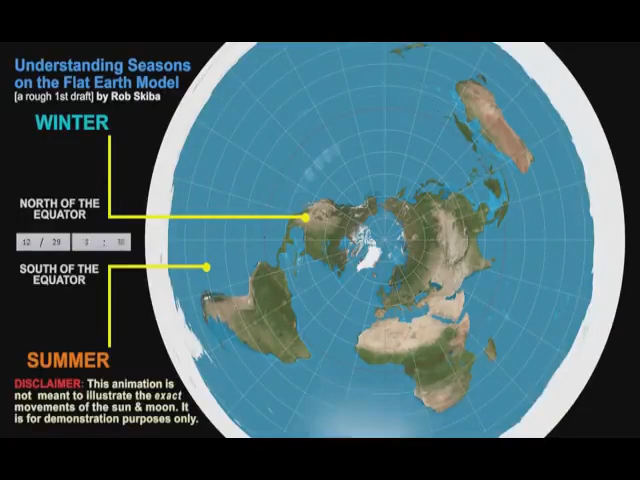 Understanding Seasons
on the Flat Earth Model
[a rough 1st draft] by Rob Skiba
WINTER
NORTH OF THE
EQUATOR
12 / 29
SOUTH OF THE
EQUATOR
SUMMER
DISCLAIMER: This animation is
not meant to illustrate the exact
movements of the sun & moon. It
is for demonstration purposes only.